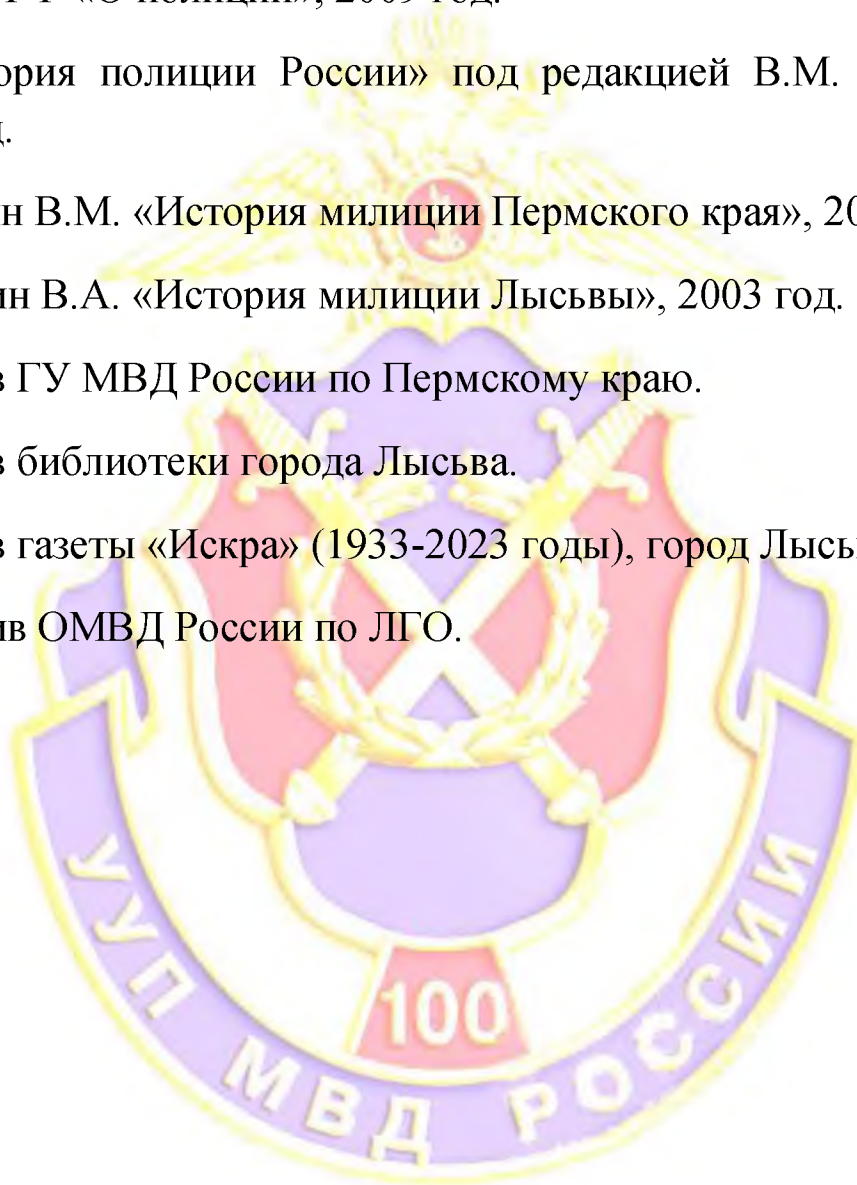 «О полиции», 2009 год.
ория полиции России» под редакцией В.М.
д.
ин В.М. «История милиции Пермского края», 20
ин В.А. «История милиции Лысьвы», 2003 год.
в ГУ МВД России по Пермскому краю.
в библиотеки города Лысьва.
в газеты «Искра» (1933-2023 годы), город Лысь
ив ОМВД России по ЛГО.
100
УУП МВД РОССИИ